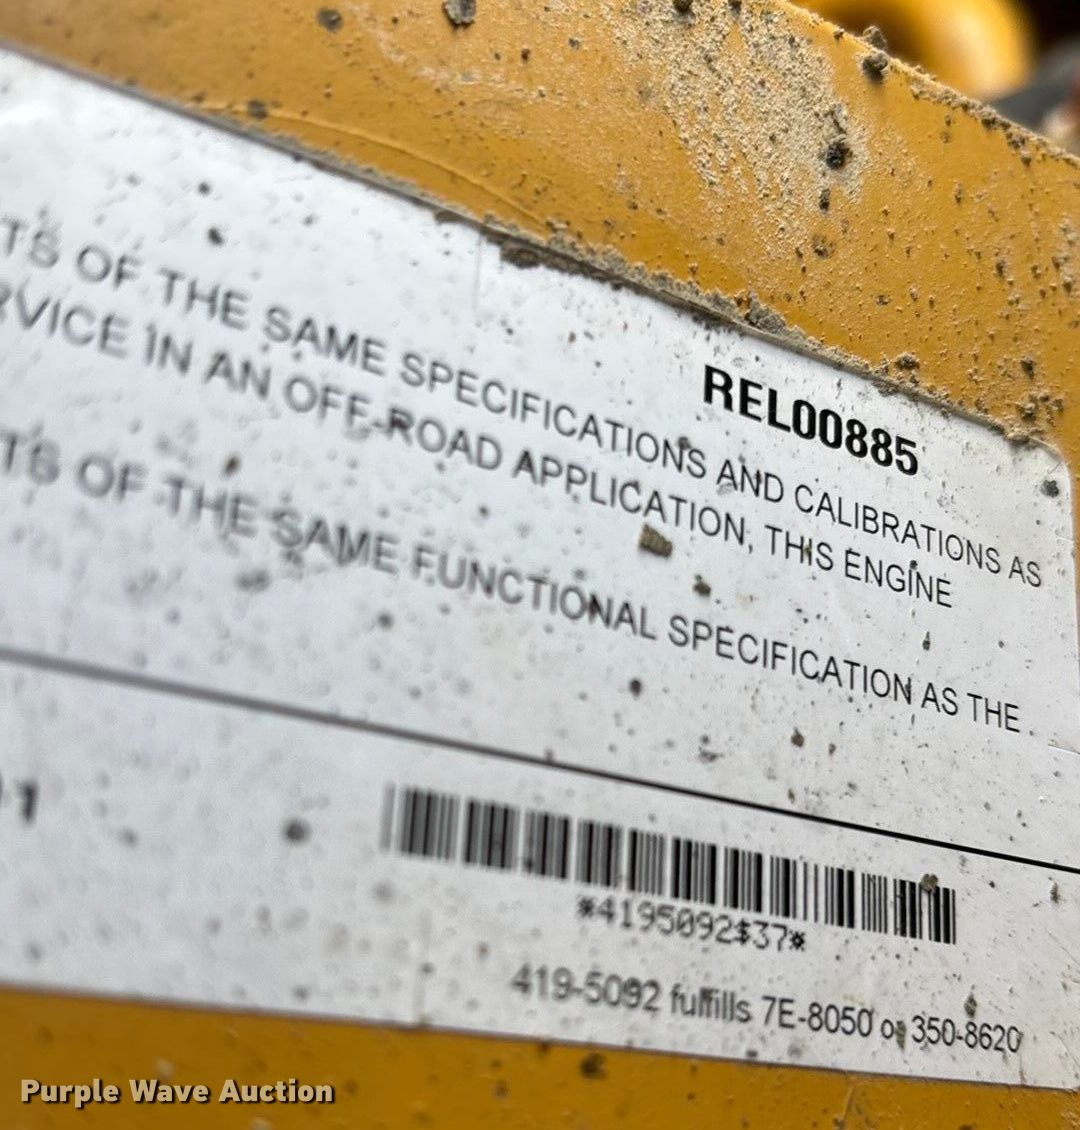 REL00885
TS OF THE SAME SPECIFICATIONS AND CALIBRATIONS AS
RVICE IN AN OFF-ROAD APPLICATION, THIS ENGINE
TS OF THE SAME FUNCTIONAL SPECIFICATION AS THE
1
*4195092$37*
419-5092 fulfills 7E-8050 or 350-8620
Purple Wave Auction